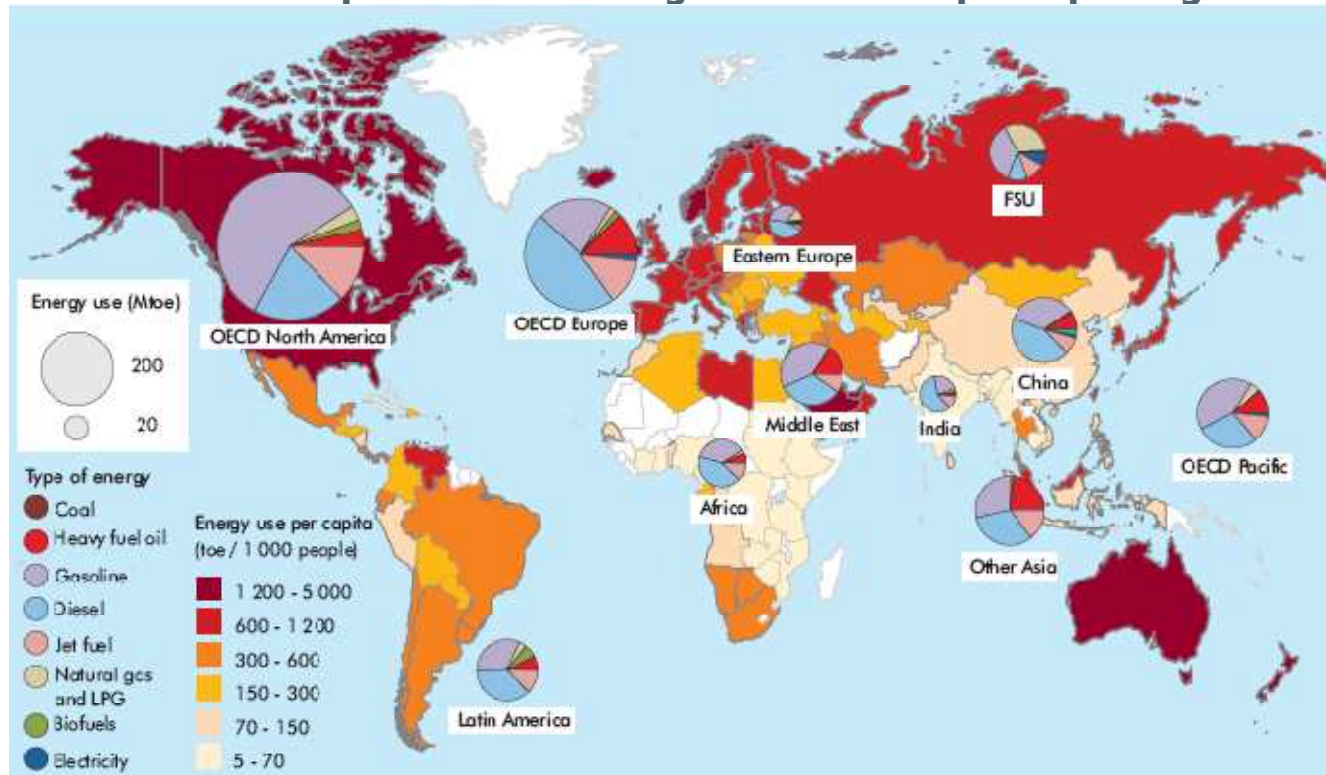 FSU
Eastern Europe
Energy use (Mtoe)
200
20
OECD North America
OECD Europe
China
Middle East
India
OECD Pacific
Africa
Other Asia
Latin America
Type of energy
Coal
Heavy fuel oil
Gasoline
Diesel
Jet fuel
Natural gas
and LPG
Biofuels
Electricity
Energy use per capita
(toe / 1 000 people)
1 200 - 5 000
600 - 1 200
300 - 600
150 - 300
70 - 150
5 - 70